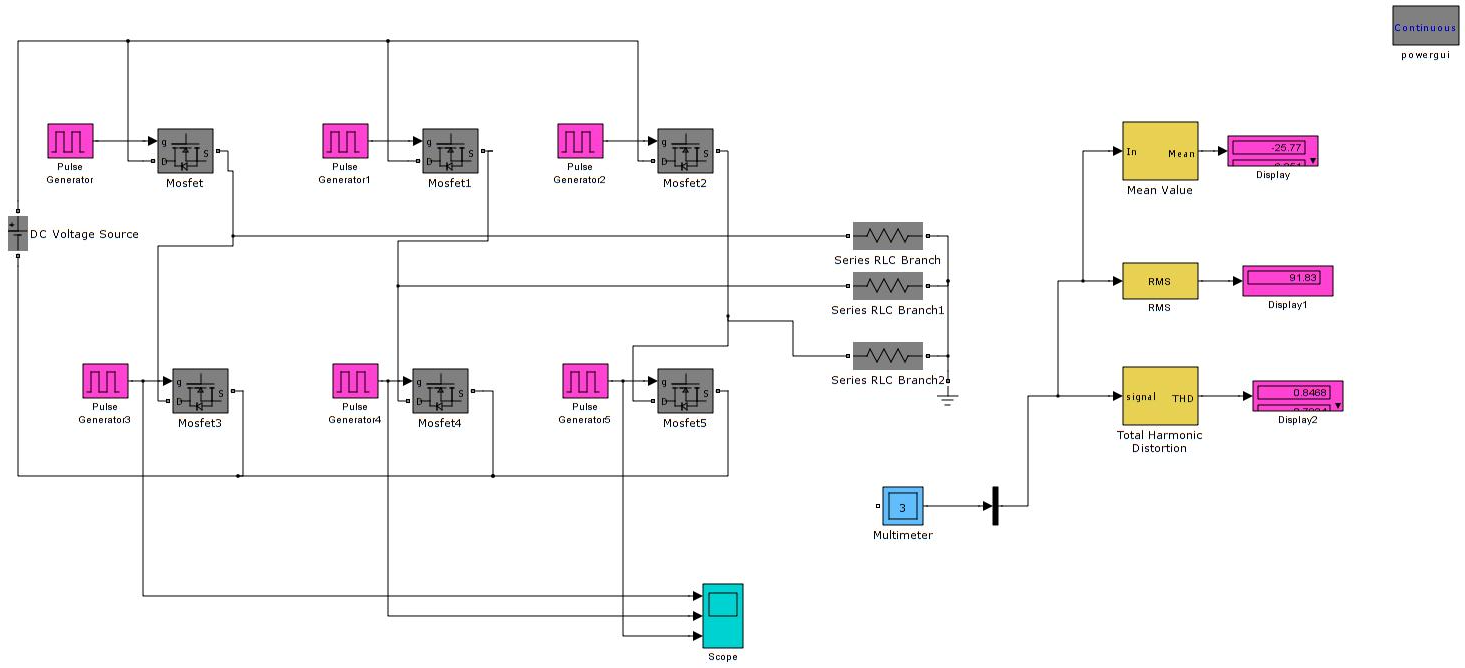 Continuous
powergui
g
D
S
g
D
S
g
D
S
Pulse
Generator
Mosfet
Pulse
Generator1
Mosfet1
Pulse
Generator2
Mosfet2
In
Mean
-25.77
Mean Value
Display
DC Voltage Source
Series RLC Branch
RMS
91.83
RMS
Display1
Series RLC Branch1
Series RLC Branch2
g
D
S
g
D
S
g
D
S
Pulse
Generator3
Mosfet3
Pulse
Generator4
Mosfet4
Pulse
Generator5
Mosfet5
signal
THD
0.8468
Display2
Total Harmonic
Distortion
3
Multimeter
Scope